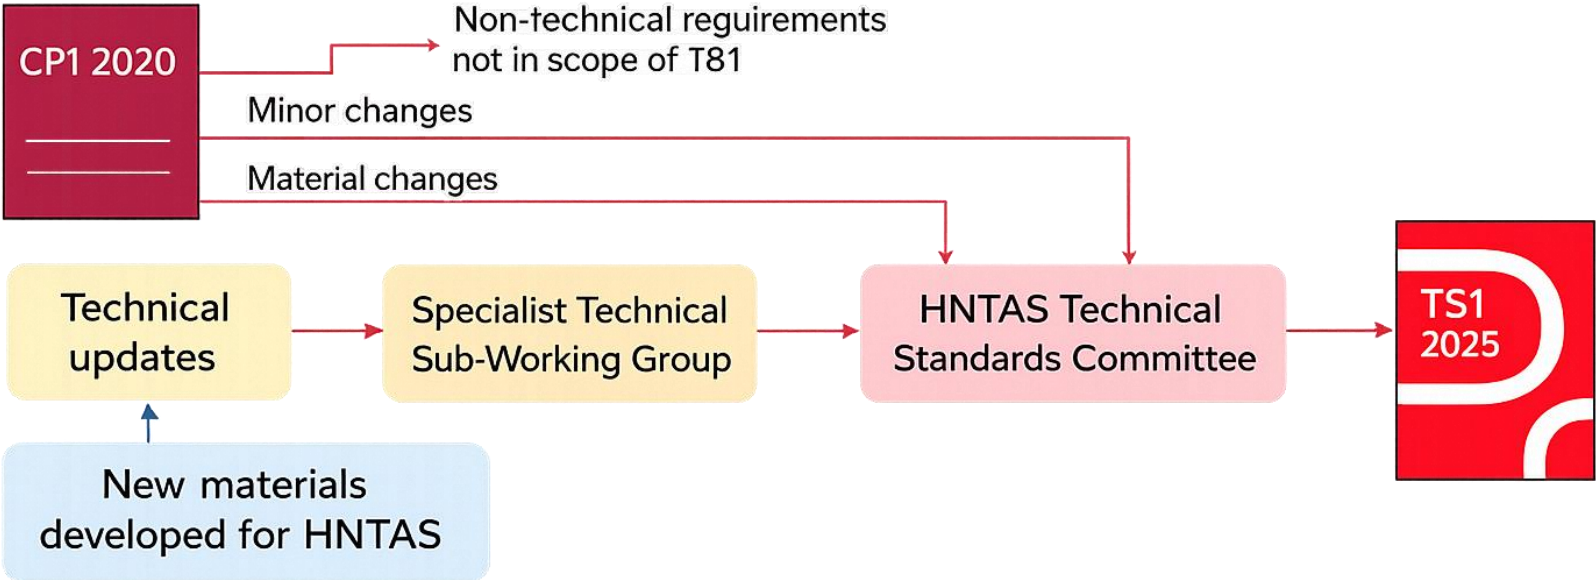 CP1 2020
Non-technical reguirements
not in scope of T81
Minor changes
Material changes
Technical
updates
Specialist Technical
Sub-Working Group
HNTAS Technical
Standards Committee
TS1
2025
New materials
developed for HNTAS